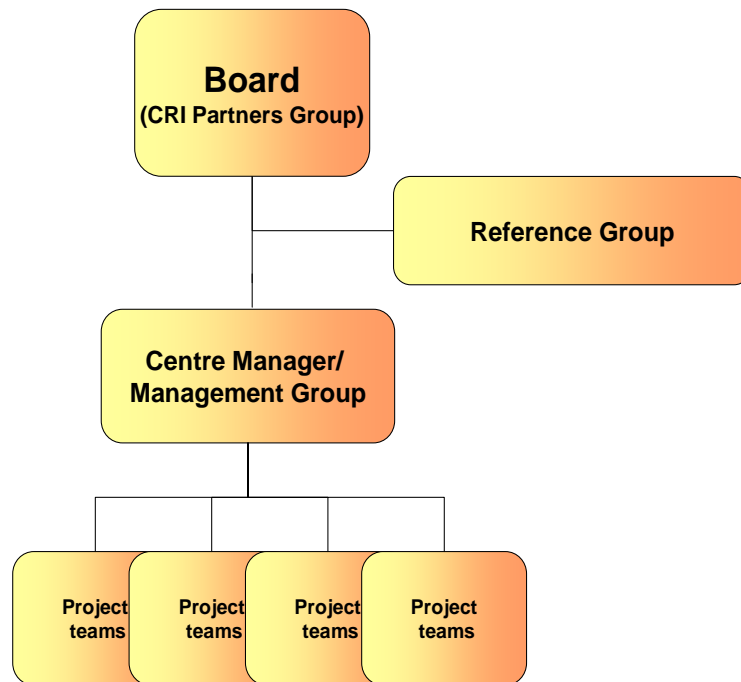 Board
(CRI Partners Group)
Reference Group
Centre Manager/
Management Group
Project
teams
Project
teams
Project
teams
Project
teams